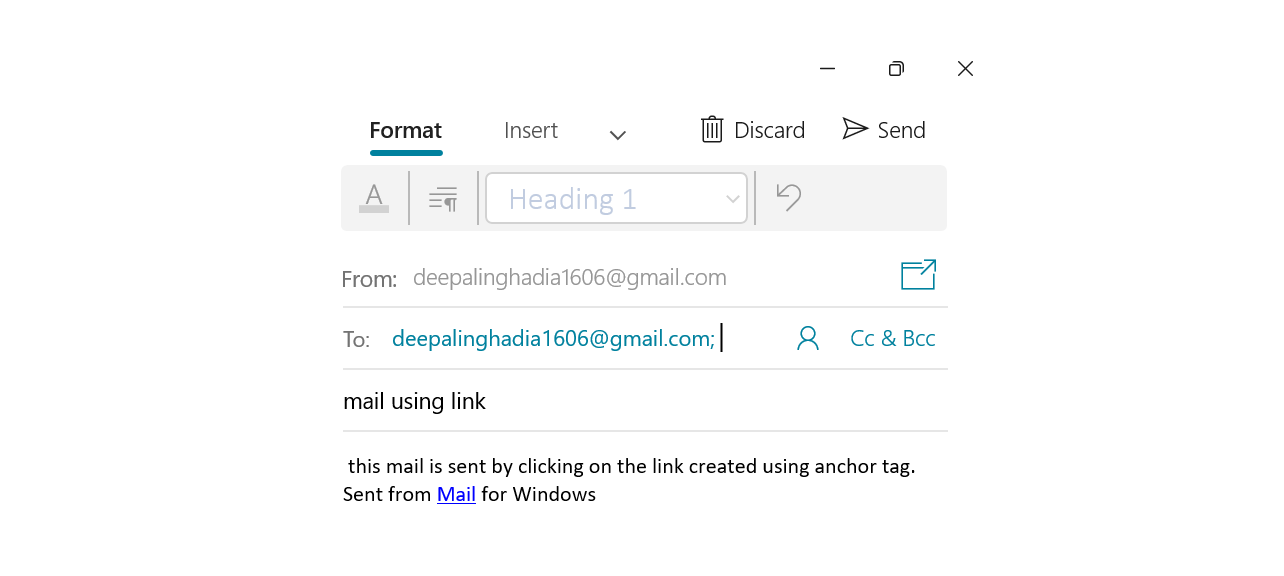 Format Insert Discard Send
A Heading 1
From: deepalinghadia1606@gmail.com
To: deepalinghadia1606@gmail.com; Cc & Bcc
mail using link
this mail is sent by clicking on the link created using anchor tag.
Sent from Mail for Windows